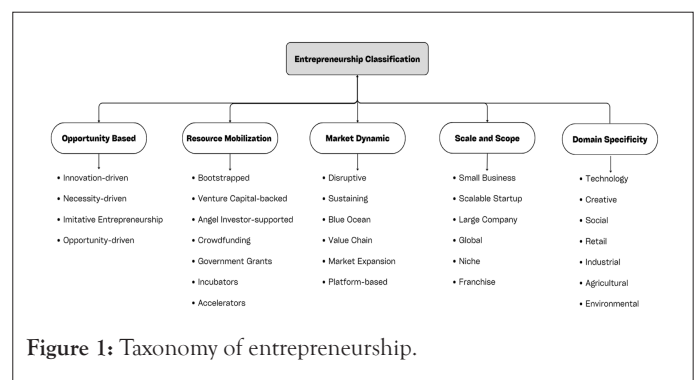 Entrepreneurship Classification
Opportunity Based
• Innovation-driven
• Necessity-driven
• Imitative Entrepreneurship
• Opportunity-driven
Resource Mobilization
• Bootstrapped
• Venture Capital-backed
• Angel Investor-supported
• Crowdfunding
• Government Grants
• Incubators
• Accelerators
Market Dynamic
• Disruptive
• Sustaining
• Blue Ocean
• Value Chain
• Market Expansion
• Platform-based
Scale and Scope
• Small Business
• Scalable Startup
• Large Company
• Global
• Niche
• Franchise
Domain Specificity
• Technology
• Creative
• Social
• Retail
• Industrial
• Agricultural
• Environmental
Figure 1: Taxonomy of entrepreneurship.